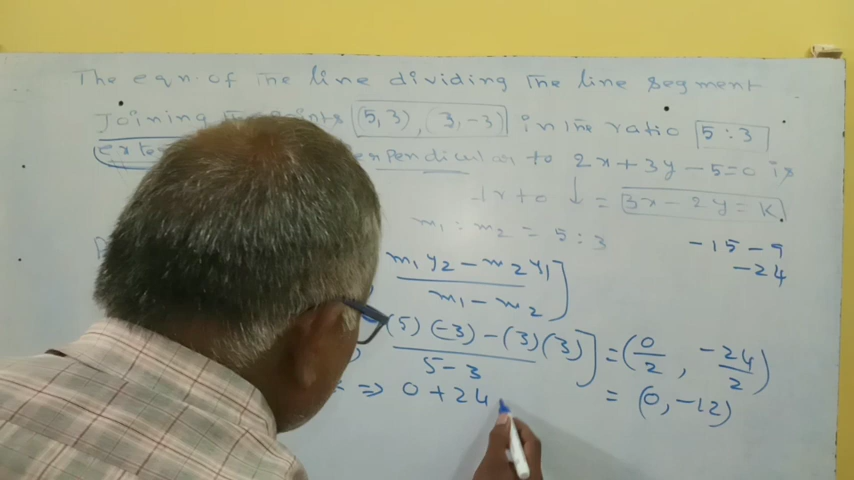 The eqn. of the line dividing the line segment
Joining the points (5,3), (3,-3) in the ratio 5:3
perpendicular to 2x+3y-5=0 is
⊥r to ↓ = 3x-2y=K
m₁ : m₂ = 5 : 3
-15-9
-24
m₁y₂ - m₂y₁
m₁ - m₂
(5)(-3) - (3)(3)] = (0/2, -24/2)
5-3
⇒ 0+24
= (0,-12)